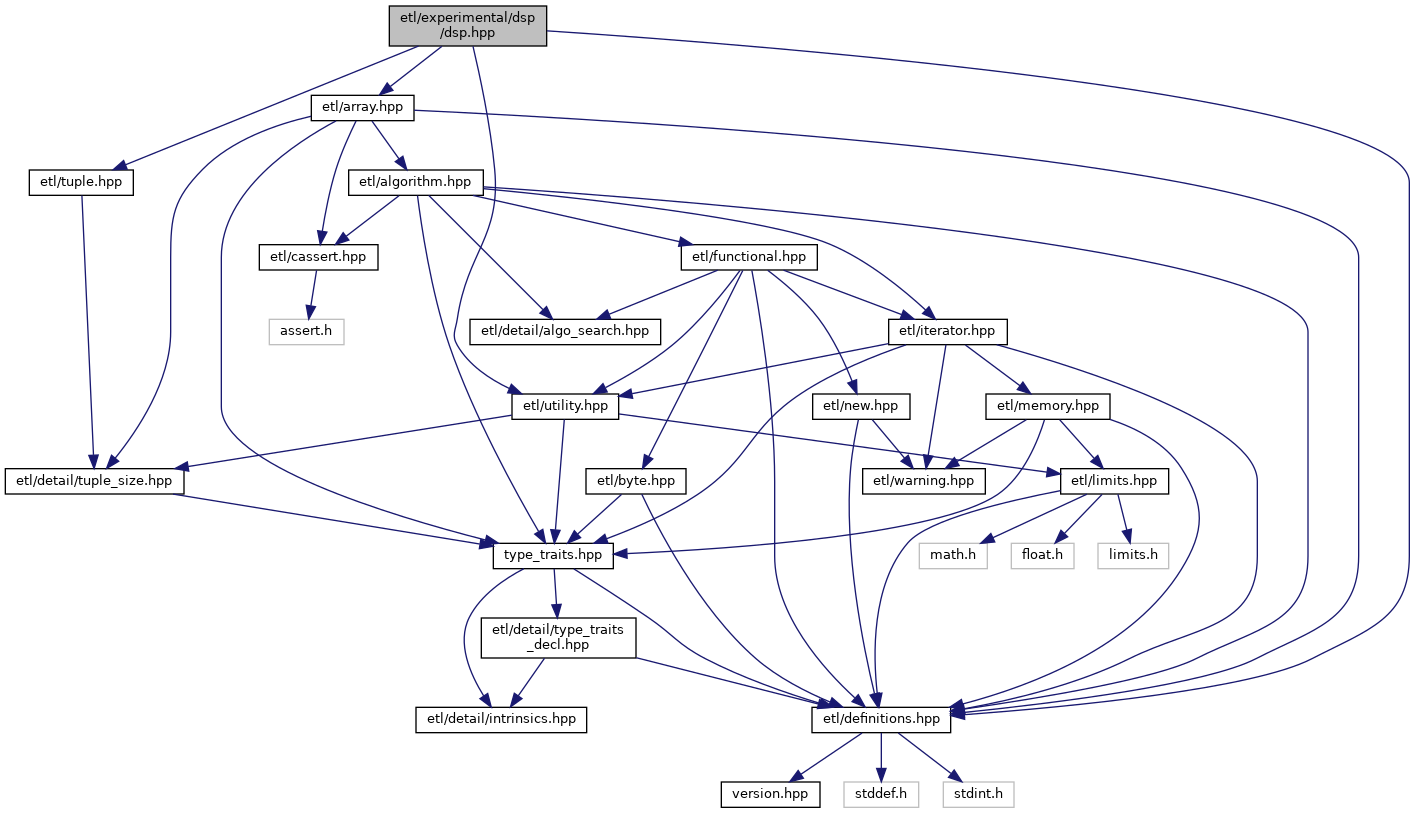 etl/experimental/dsp
/dsp.hpp
etl/array.hpp
etl/tuple.hpp
etl/algorithm.hpp
etl/cassert.hpp
etl/functional.hpp
assert.h
etl/detail/algo_search.hpp
etl/iterator.hpp
etl/utility.hpp
etl/new.hpp
etl/memory.hpp
etl/detail/tuple_size.hpp
etl/byte.hpp
etl/warning.hpp
etl/limits.hpp
type_traits.hpp
math.h
float.h
limits.h
etl/detail/type_traits
_decl.hpp
etl/detail/intrinsics.hpp
etl/definitions.hpp
version.hpp
stddef.h
stdint.h